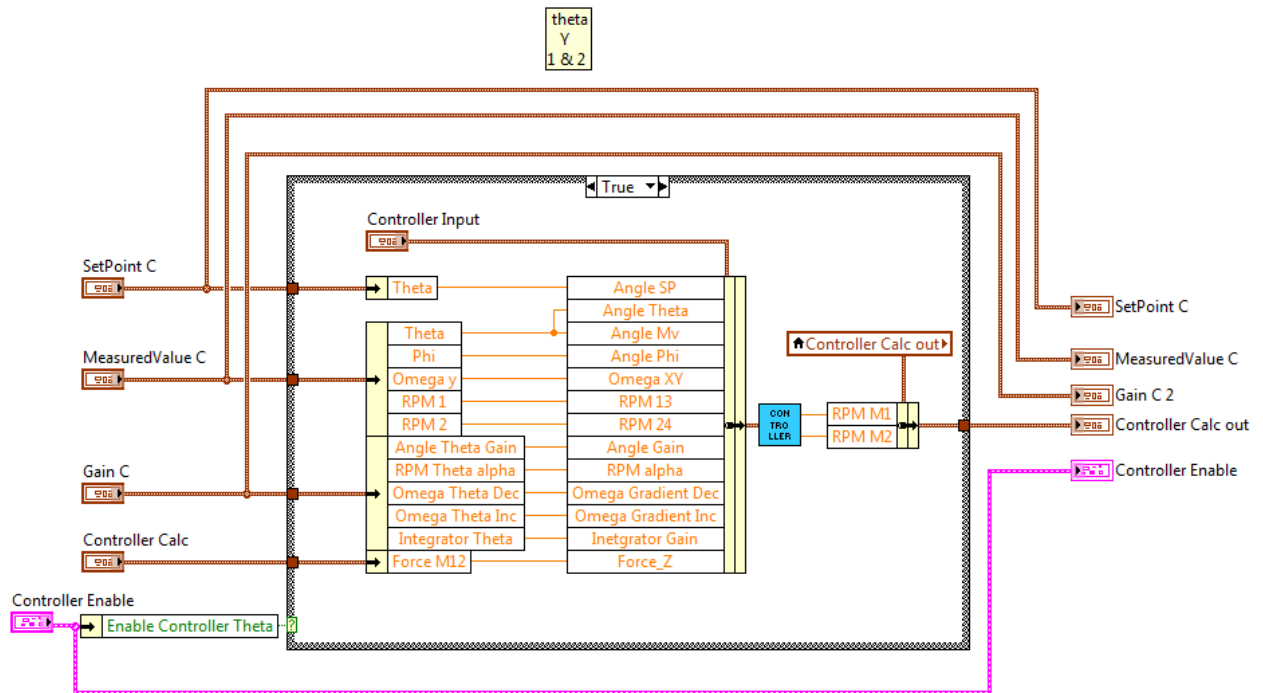 theta
Y
1 & 2
True
Controller Input
SetPoint C
Theta
Angle SP
Angle Theta
SetPoint C
Theta
Angle Mv
Controller Calc out
MeasuredValue C
Phi
Angle Phi
MeasuredValue C
Omega y
Omega XY
Gain C 2
RPM 1
RPM 13
CON
TRO
LLER
RPM M1
RPM 2
RPM 24
RPM M2
Controller Calc out
Angle Theta Gain
Angle Gain
Gain C
RPM Theta alpha
RPM alpha
Controller Enable
Omega Theta Dec
Omega Gradient Dec
Omega Theta Inc
Omega Gradient Inc
Controller Calc
Integrator Theta
Inetgrator Gain
Force M12
Force_Z
Controller Enable
Enable Controller Theta
?